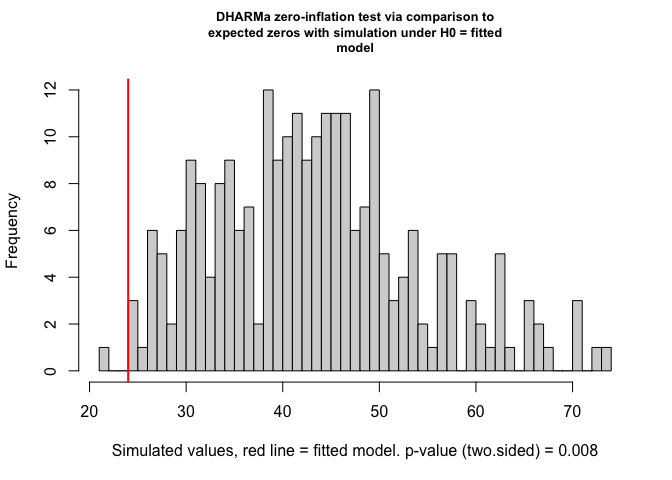 DHARMa zero-inflation test via comparison to
expected zeros with simulation under H0 = fitted
model
Frequency
12
10
8
6
4
2
0
20 30 40 50 60 70
Simulated values, red line = fitted model. p-value (two.sided) = 0.008